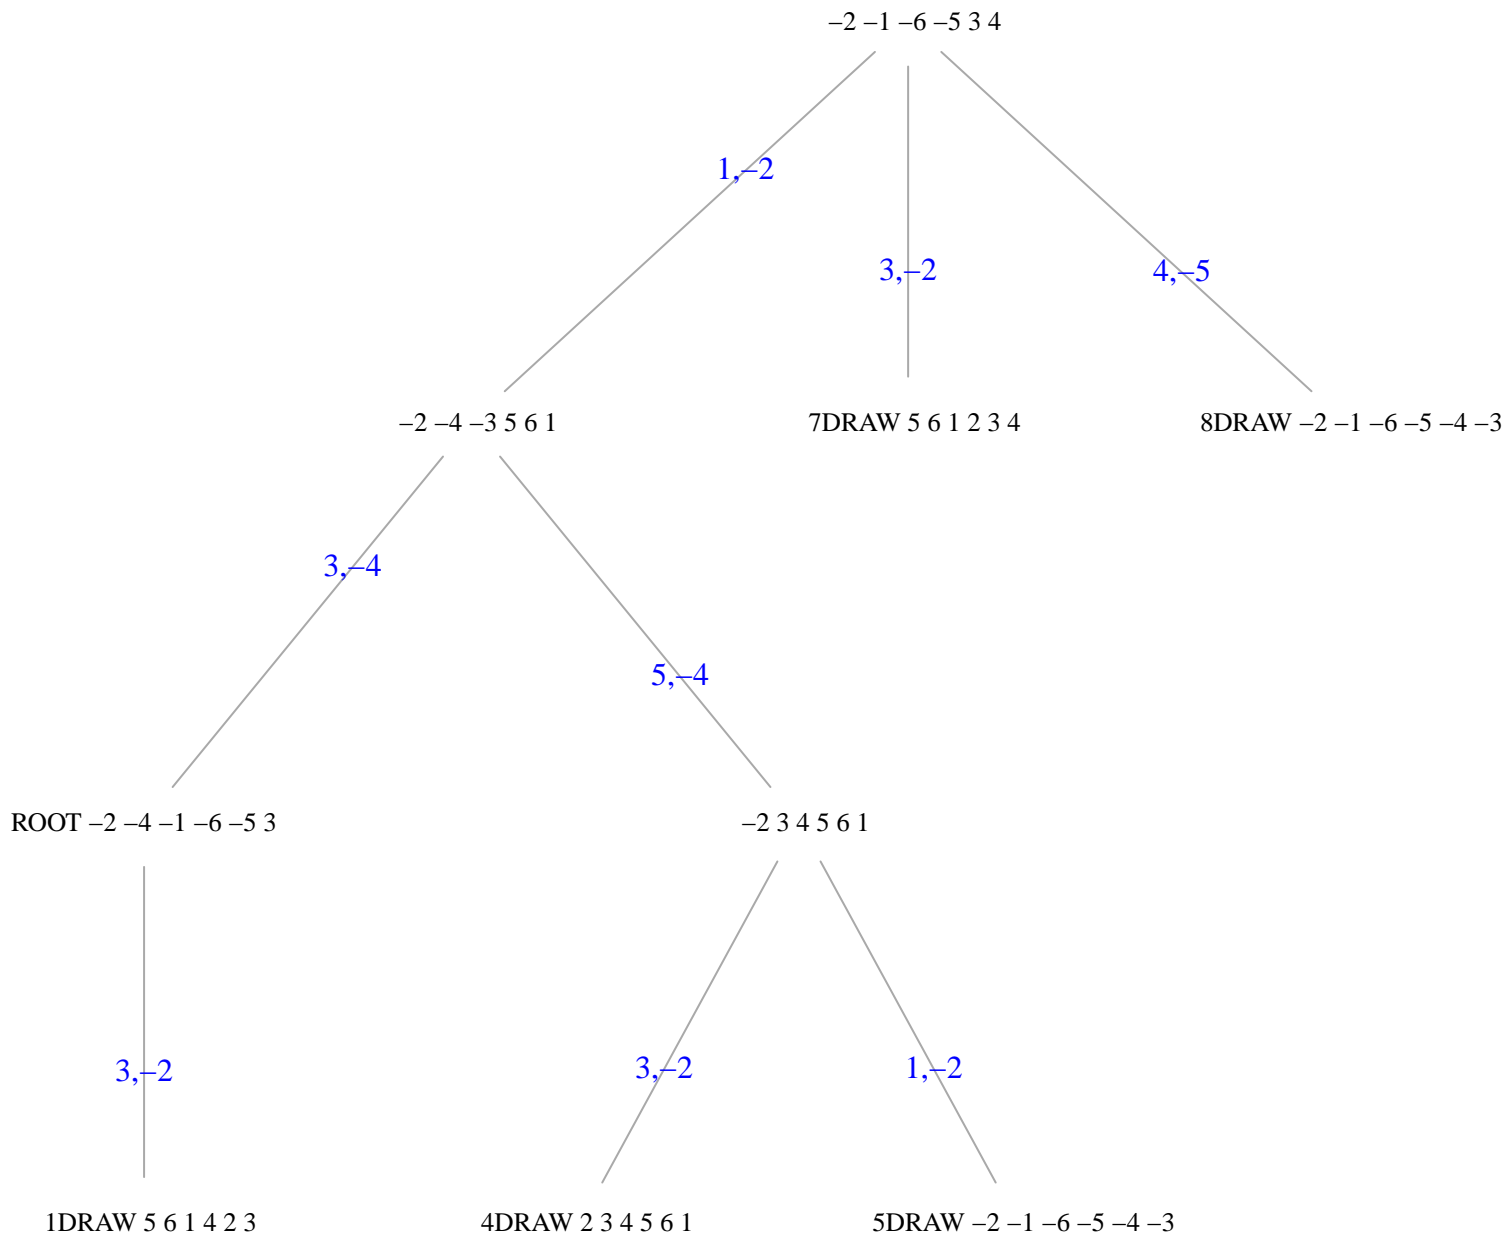 –2 –1 –6 –5 3 4
1,–2
3,–2
4,–5
–2 –4 –3 5 6 1
7DRAW 5 6 1 2 3 4
8DRAW –2 –1 –6 –5 –4 –3
3,–4
5,–4
ROOT –2 –4 –1 –6 –5 3
–2 3 4 5 6 1
3,–2
3,–2
1,–2
1DRAW 5 6 1 4 2 3
4DRAW 2 3 4 5 6 1
5DRAW –2 –1 –6 –5 –4 –3